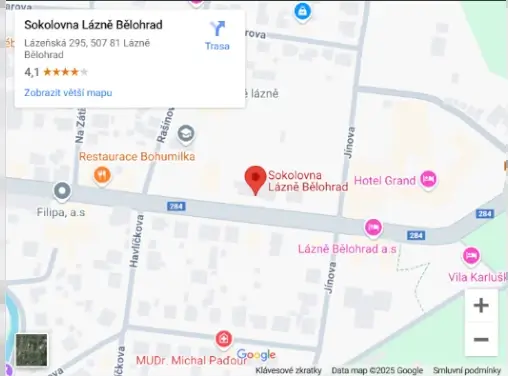 Sokolovna Lázně Bělohrad
Lázeňská 295, 507 81 Lázně
Bělohrad
Trasa
4,1
Zobrazit větší mapu
Jínova
Na Zátiší
Rašínova
lázně
Restaurace Bohumilka
Sokolovna
Lázně Bělohrad
Jínova
Hotel Grand
Filipa, a.s
284
284
284
Havlíčkova
Lázně Bělohrad a.s
Vila Karlušk
Jínova
MUDr. Michal Paďour
Google
Klávesové zkratky
Data map ©2025 Google
Smluvní podmínky